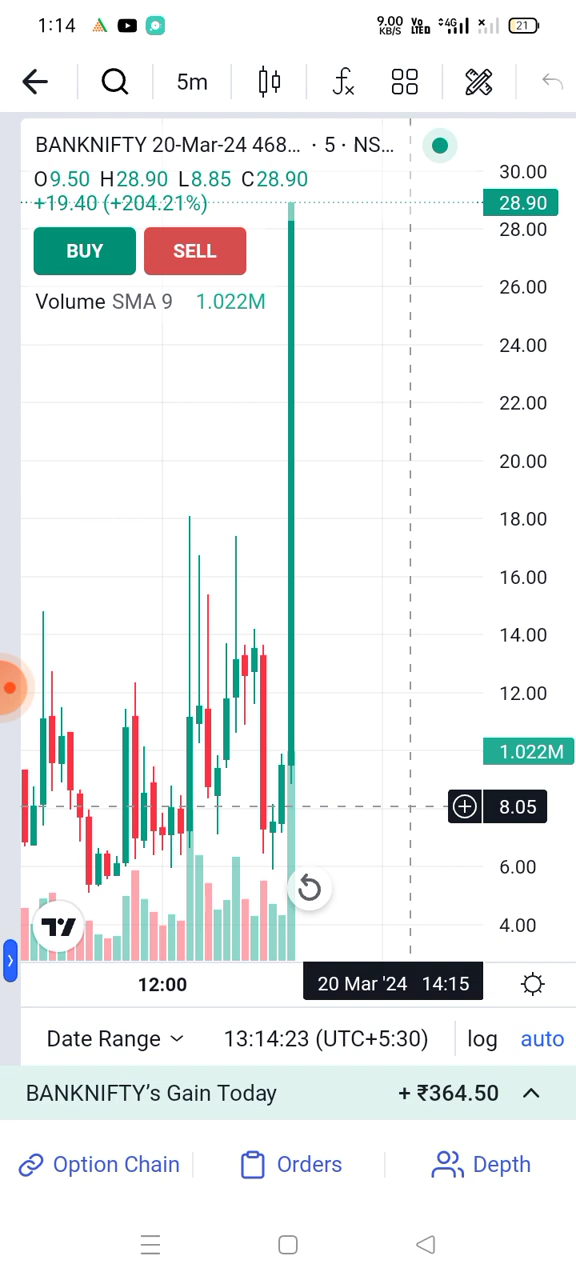 1:14 9.00 KB/S Vo LTED 4G 21
5m
BANKNIFTY 20-Mar-24 468... · 5 · NS...
O9.50 H28.90 L8.85 C28.90
+19.40 (+204.21%)
BUY SELL
Volume SMA 9 1.022M
30.00
28.90
28.00
26.00
24.00
22.00
20.00
18.00
16.00
14.00
12.00
1.022M
8.05
6.00
4.00
12:00 20 Mar '24 14:15
Date Range 13:14:23 (UTC+5:30) log auto
BANKNIFTY's Gain Today + ₹364.50
Option Chain Orders Depth